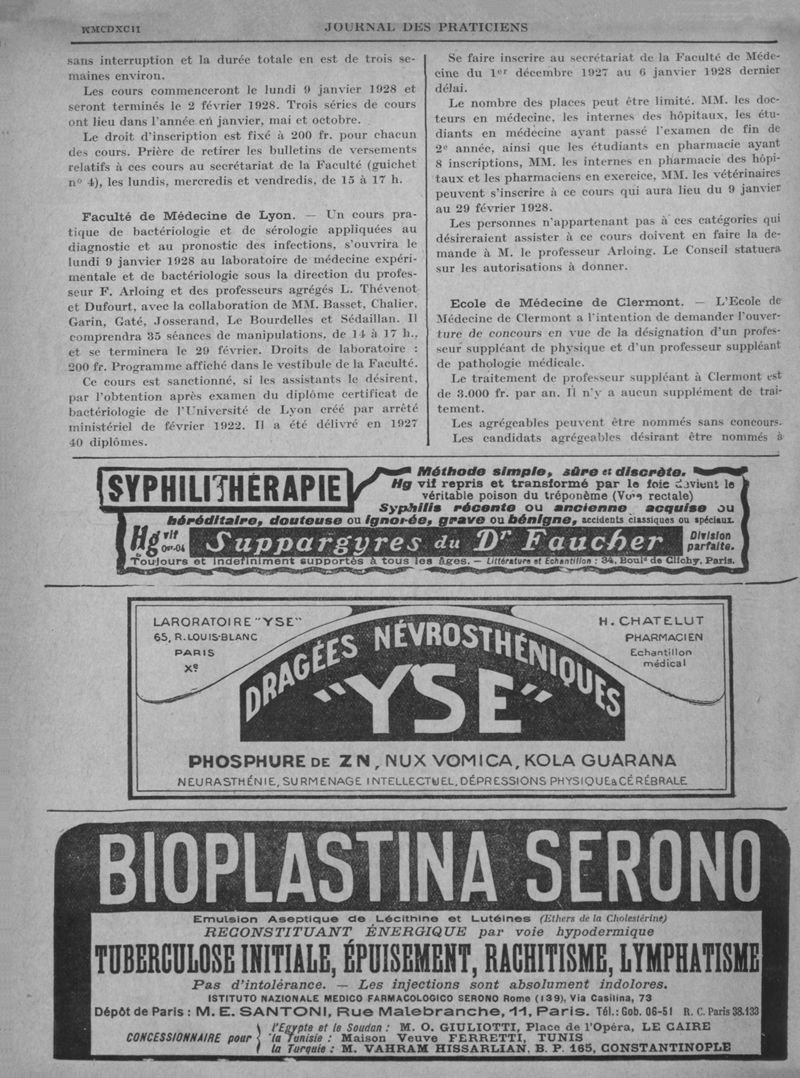 KMCDXCII
JOURNAL DES PRATICIENS
sans interruption et la durée totale en est de trois se-
maines environ.
Les cours commenceront le lundi 9 janvier 1928 et
seront terminés le 2 février 1928. Trois séries de cours
ont lieu dans l'année en janvier, mai et octobre.
Le droit d'inscription est fixé à 200 fr. pour chacun
des cours. Prière de retirer les bulletins de versements
relatifs à ces cours au secrétariat de la Faculté (guichet
n° 4), les lundis, mercredis et vendredis, de 15 à 17 h.
Faculté de Médecine de Lyon. — Un cours pra-
tique de bactériologie et de sérologie appliquées au
diagnostic et au pronostic des infections, s'ouvrira le
lundi 9 janvier 1928 au laboratoire de médecine expéri-
mentale et de bactériologie sous la direction du profes-
seur F. Arloing et des professeurs agrégés L. Thévenot
et Dufourt, avec la collaboration de MM. Basset, Chalier,
Garin, Gaté, Josserand, Le Bourdelles et Sédaillan. Il
comprendra 35 séances de manipulations, de 14 à 17 h.,
et se terminera le 29 février. Droits de laboratoire :
200 fr. Programme affiché dans le vestibule de la Faculté.
Ce cours est sanctionné, si les assistants le désirent,
par l'obtention après examen du diplôme certificat de
bactériologie de l'Université de Lyon créé par arrêté
ministériel de février 1922. Il a été délivré en 1927
40 diplômes.
Se faire inscrire au secrétariat de la Faculté de Méde-
cine du 1er décembre 1927 au 6 janvier 1928 dernier
délai.
Le nombre des places peut être limité. MM. les doc-
teurs en médecine, les internes des hôpitaux, les étu-
diants en médecine ayant passé l'examen de fin de
2e année, ainsi que les étudiants en pharmacie ayant
8 inscriptions, MM. les internes en pharmacie des hôpi-
taux et les pharmaciens en exercice, MM. les vétérinaires
peuvent s'inscrire à ce cours qui aura lieu du 9 janvier
au 29 février 1928.
Les personnes n'appartenant pas à ces catégories qui
désireraient assister à ce cours doivent en faire la de-
mande à M. le professeur Arloing. Le Conseil statuera
sur les autorisations à donner.
Ecole de Médecine de Clermont. — L'Ecole de
Médecine de Clermont a l'intention de demander l'ouver-
ture de concours en vue de la désignation d'un profes-
seur suppléant de physique et d'un professeur suppléant
de pathologie médicale.
Le traitement de professeur suppléant à Clermont est
de 3.000 fr. par an. Il n'y a aucun supplément de trai-
tement.
Les agrégeables peuvent être nommés sans concours.
Les candidats agrégeables désirant être nommés à
SYPHILITHÉRAPIE
Méthode simple, sûre et discrète.
Hg vif repris et transformé par le foie devient le
véritable poison du tréponème (Voie rectale)
Syphilis récente ou ancienne acquise ou
héréditaire, douteuse ou ignorée, grave ou bénigne, accidents classiques ou spéciaux.
Hg vif 0gr.04 Suppargyres du Dr Faucher Division parfaite.
Toujours et indéfiniment supportés à tous les âges. — Littérature et Echantillon : 34, Boulᵈ de Clichy, Paris.
LARORATOIRE "YSE"
65, R. LOUIS-BLANC
PARIS
Xe
H. CHATELUT
PHARMACIEN
Echantillon
médical
DRAGÉES NÉVROSTHÉNIQUES
"YSE"
PHOSPHURE DE ZN, NUX VOMICA, KOLA GUARANA
NEURASTHÉNIE, SURMENAGE INTELLECTUEL, DÉPRESSIONS PHYSIQUE & CÉRÉBRALE
BIOPLASTINA SERONO
Emulsion Aseptique de Lécithine et Lutéines (Ethers de la Cholestérine)
RECONSTITUANT ÉNERGIQUE par voie hypodermique
TUBERCULOSE INITIALE, ÉPUISEMENT, RACHITISME, LYMPHATISME
Pas d'intolérance. — Les injections sont absolument indolores.
ISTITUTO NAZIONALE MEDICO FARMACOLOGICO SERONO Rome (139), Via Casilina, 73
Dépôt de Paris : M. E. SANTONI, Rue Malebranche, 11, Paris. Tél.: Gob. 06-51 R. C. Paris 38.133
CONCESSIONNAIRE pour
l'Egypte et le Soudan : M. O. GIULIOTTI, Place de l'Opéra, LE CAIRE
la Tunisie : Maison Veuve FERRETTI, TUNIS
la Turquie : M. VAHRAM HISSARLIAN. B. P. 165, CONSTANTINOPLE